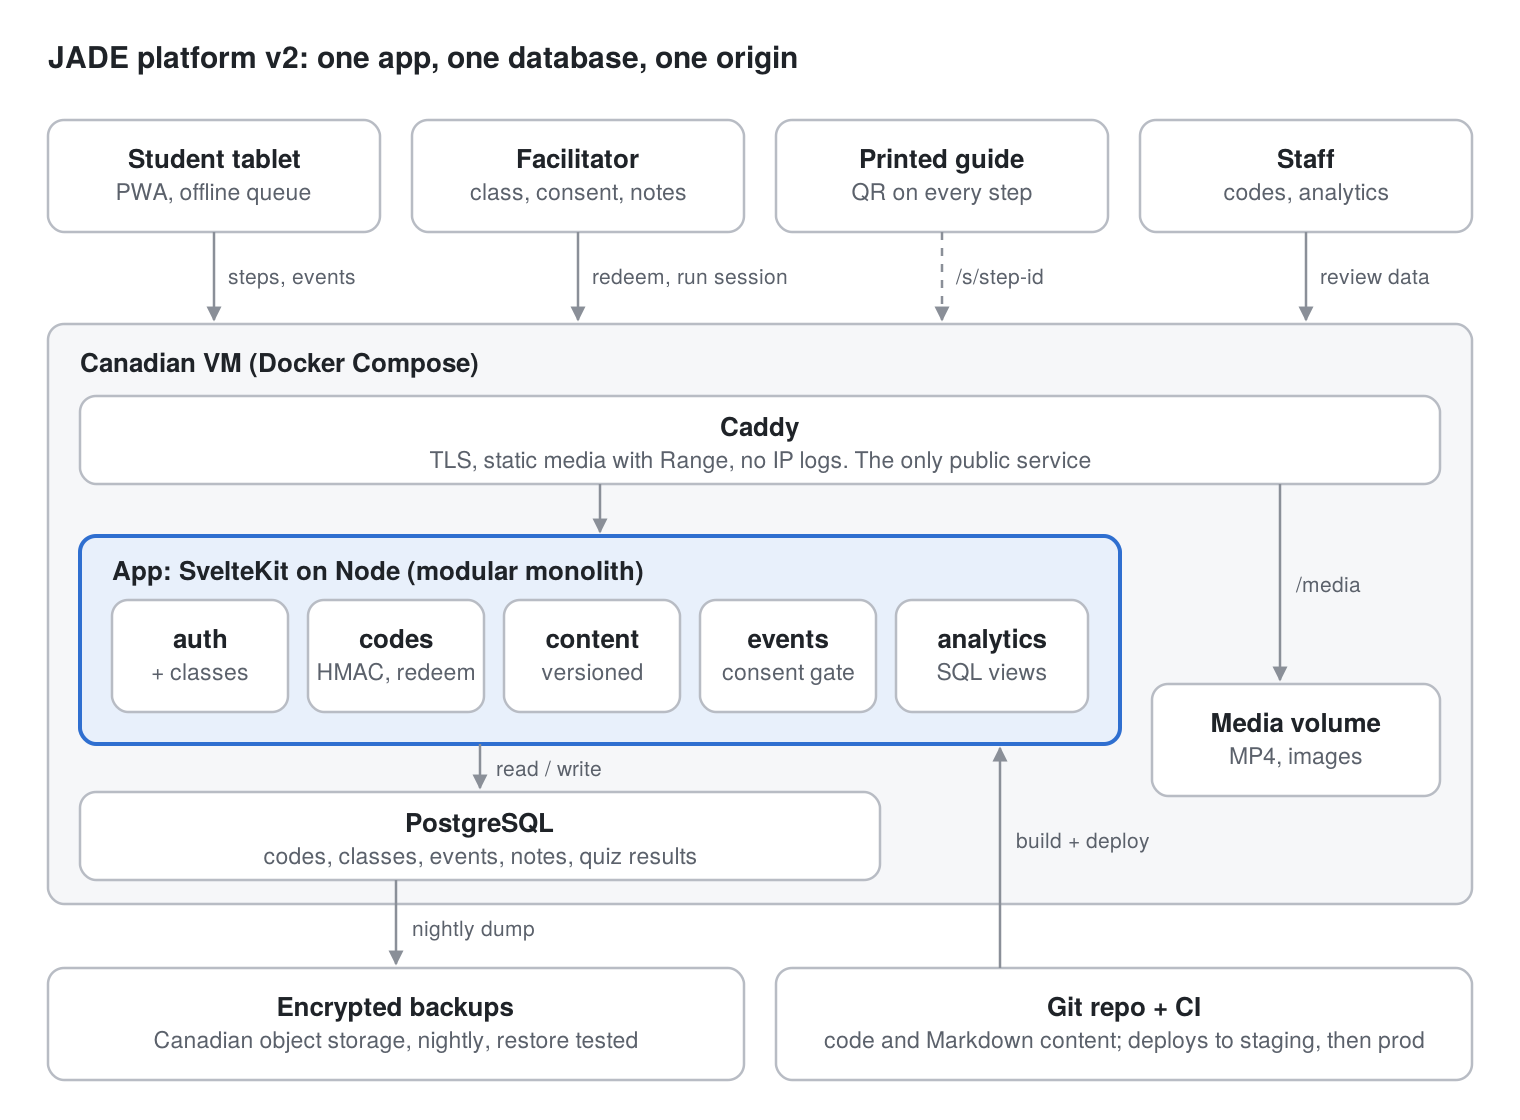 JADE platform v2: one app, one database, one origin
Student tablet
PWA, offline queue
Facilitator
class, consent, notes
Printed guide
QR on every step
Staff
codes, analytics
steps, events
redeem, run session
/s/step-id
review data
Canadian VM (Docker Compose)
Caddy
TLS, static media with Range, no IP logs. The only public service
App: SvelteKit on Node (modular monolith)
auth
+ classes
codes
HMAC, redeem
content
versioned
events
consent gate
analytics
SQL views
/media
Media volume
MP4, images
read / write
PostgreSQL
codes, classes, events, notes, quiz results
build + deploy
nightly dump
Encrypted backups
Canadian object storage, nightly, restore tested
Git repo + CI
code and Markdown content; deploys to staging, then prod